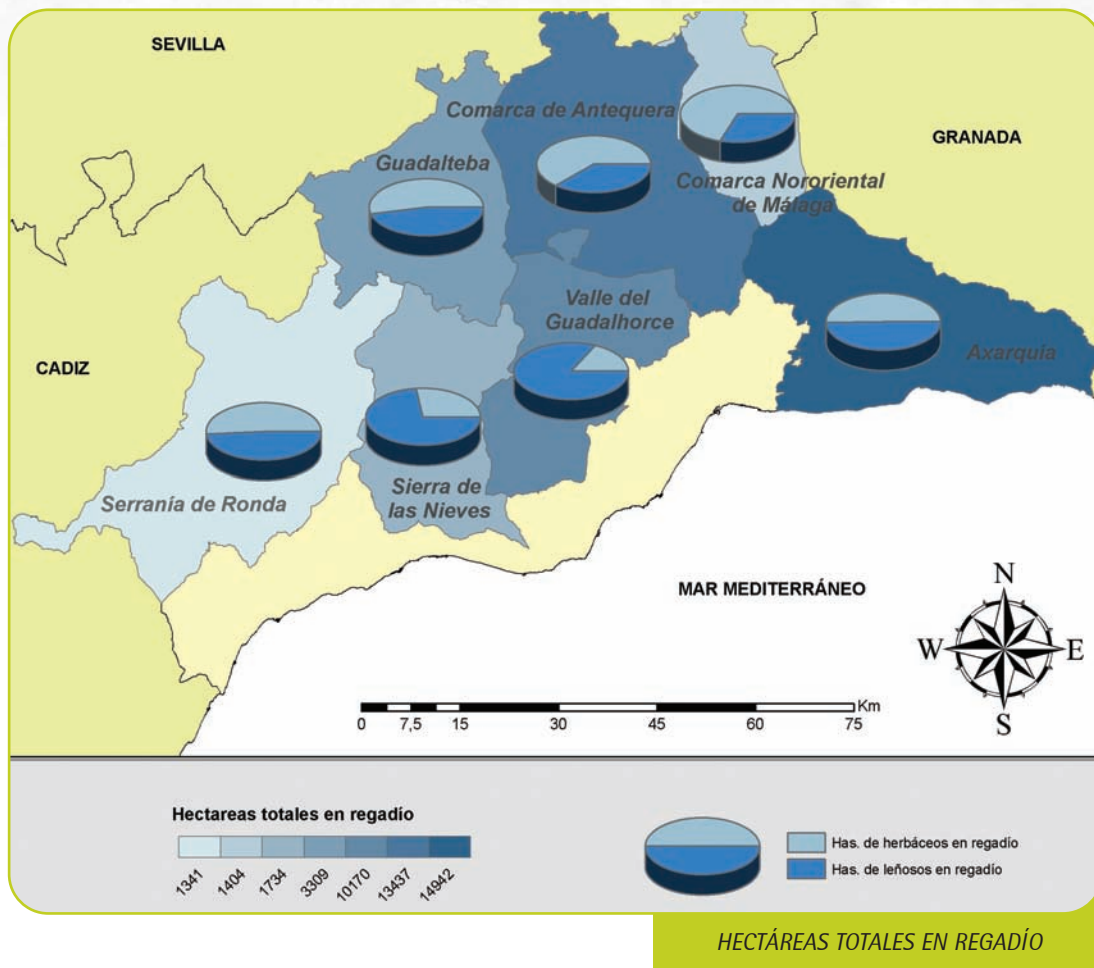 SEVILLA
Comarca de Antequera
GRANADA
Guadalteba
Comarca Nororiental
de Málaga
Valle del
Guadalhorce
CADIZ
Axarquía
Sierra de
las Nieves
Serranía de Ronda
MAR MEDITERRÁNEO
N
W
E
S
Km
0
7,5
15
30
45
60
75
Hectareas totales en regadío
1341
1404
1734
3309
10170
13437
14942
Has. de herbáceos en regadío
Has. de leñosos en regadío
HECTÁREAS TOTALES EN REGADÍO